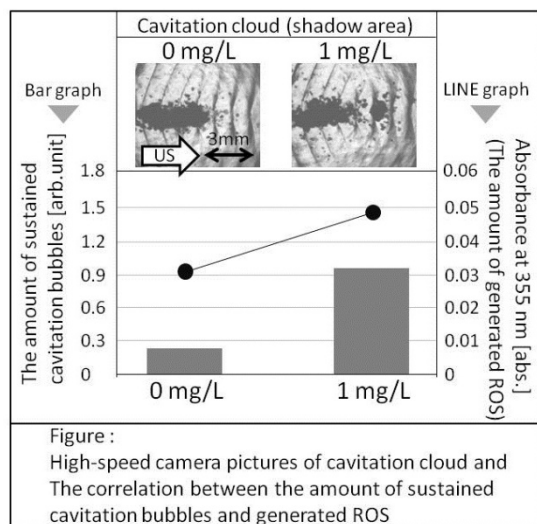 Cavitation cloud (shadow area)
0 mg/L
1 mg/L
Bar graph
LINE graph
US
3mm
The amount of sustained
cavitation bubbles [arb.unit]
1.8
1.5
1.2
0.9
0.6
0.3
0
0.06
0.05
0.04
0.03
0.02
0.01
0
Absorbance at 355 nm [abs.]
(The amount of generated ROS)
0 mg/L
1 mg/L
Figure :
High-speed camera pictures of cavitation cloud and
The correlation between the amount of sustained
cavitation bubbles and generated ROS